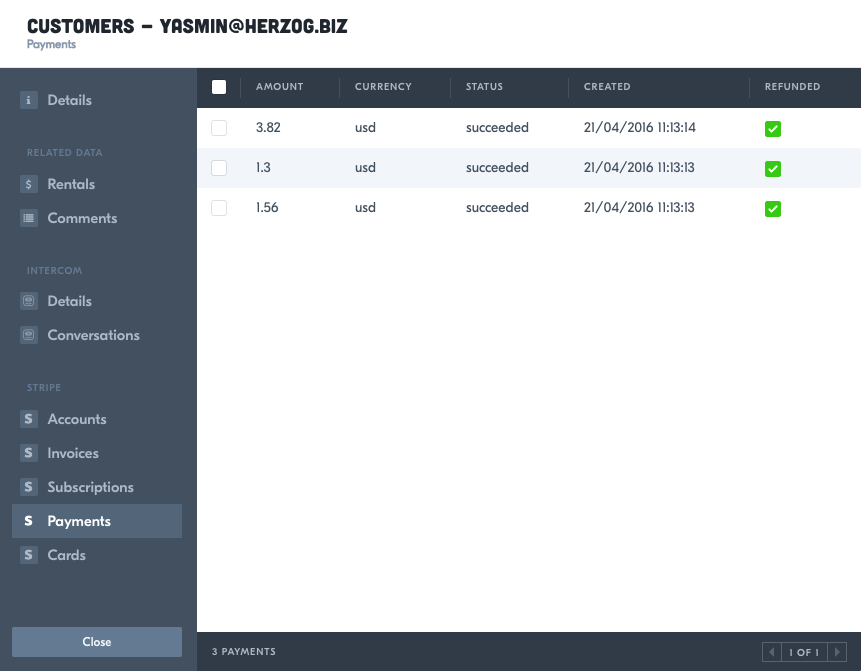 CUSTOMERS – YASMIN@HERZOG.BIZ
Payments
Details
RELATED DATA
Rentals
Comments
INTERCOM
Details
Conversations
STRIPE
Accounts
Invoices
Subscriptions
Payments
Cards
Close
AMOUNT CURRENCY STATUS CREATED REFUNDED
3.82 usd succeeded 21/04/2016 11:13:14
1.3 usd succeeded 21/04/2016 11:13:13
1.56 usd succeeded 21/04/2016 11:13:13
3 PAYMENTS
1 OF 1